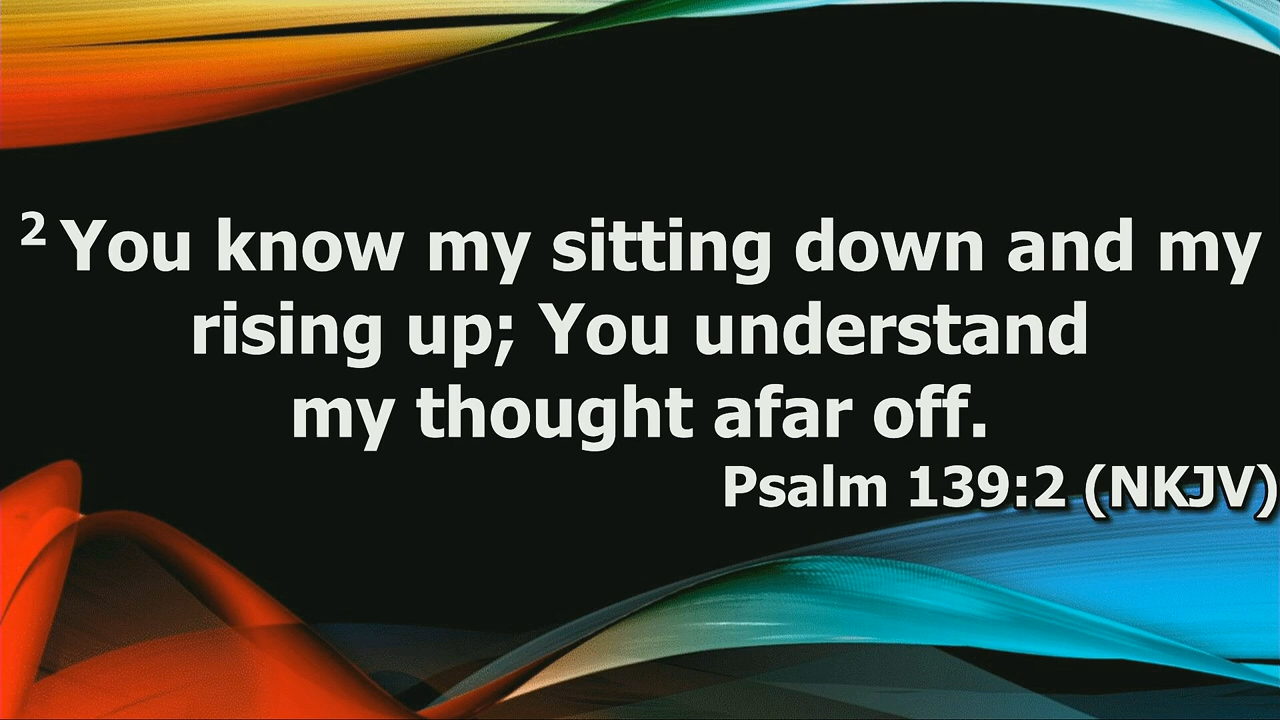 2 You know my sitting down and my
rising up; You understand
my thought afar off.
Psalm 139:2 (NKJV)